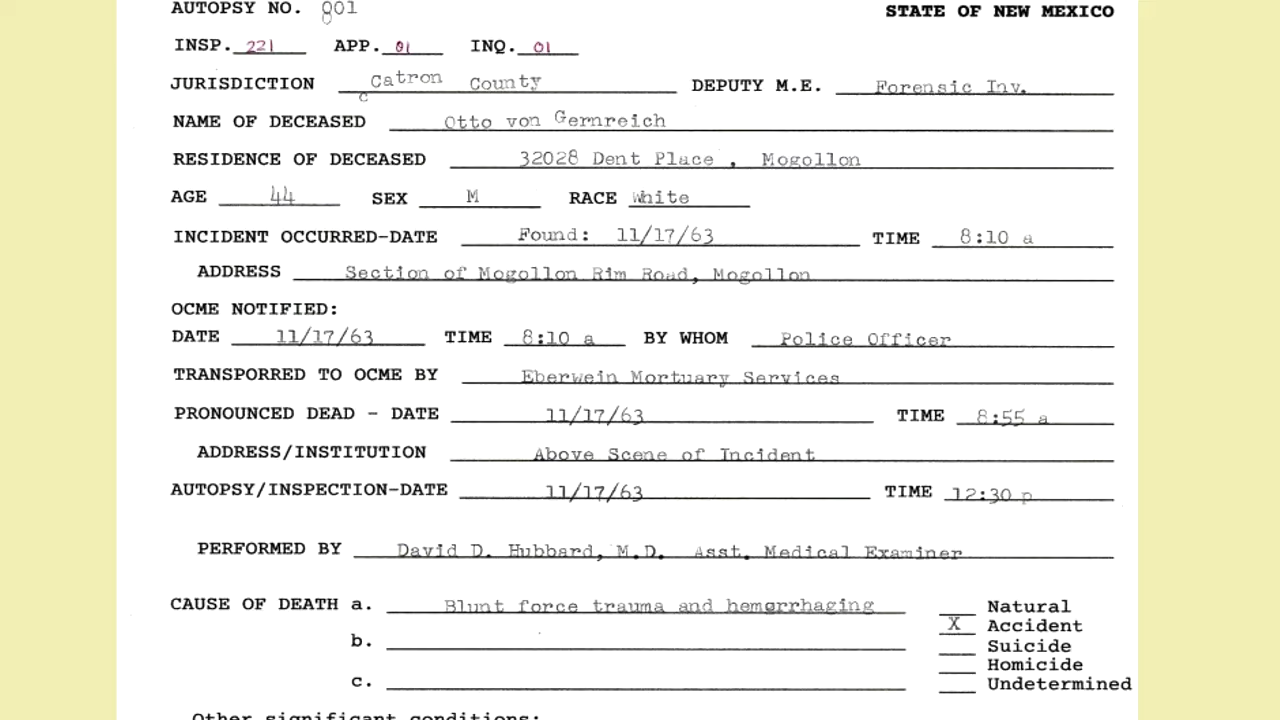 AUTOPSY NO. 001 STATE OF NEW MEXICO
INSP. 221 APP. 01 INQ. 01
JURISDICTION Catron County DEPUTY M.E. Forensic Inv.
c
NAME OF DECEASED Otto von Gernreich
RESIDENCE OF DECEASED 32028 Dent Place , Mogollon
AGE 44 SEX M RACE White
INCIDENT OCCURRED-DATE Found: 11/17/63 TIME 8:10 a
ADDRESS Section of Mogollon Rim Road, Mogollon
OCME NOTIFIED:
DATE 11/17/63 TIME 8:10 a BY WHOM Police Officer
TRANSPORRED TO OCME BY Eberwein Mortuary Services
PRONOUNCED DEAD - DATE 11/17/63 TIME 8:55 a
ADDRESS/INSTITUTION Above Scene of Incident
AUTOPSY/INSPECTION-DATE 11/17/63 TIME 12:30 p
PERFORMED BY David D. Hubbard, M.D. Asst. Medical Examiner
CAUSE OF DEATH a. Blunt force trauma and hemorrhaging
Natural
X Accident
b.
Suicide
Homicide
c.
Undetermined
Other significant conditions: